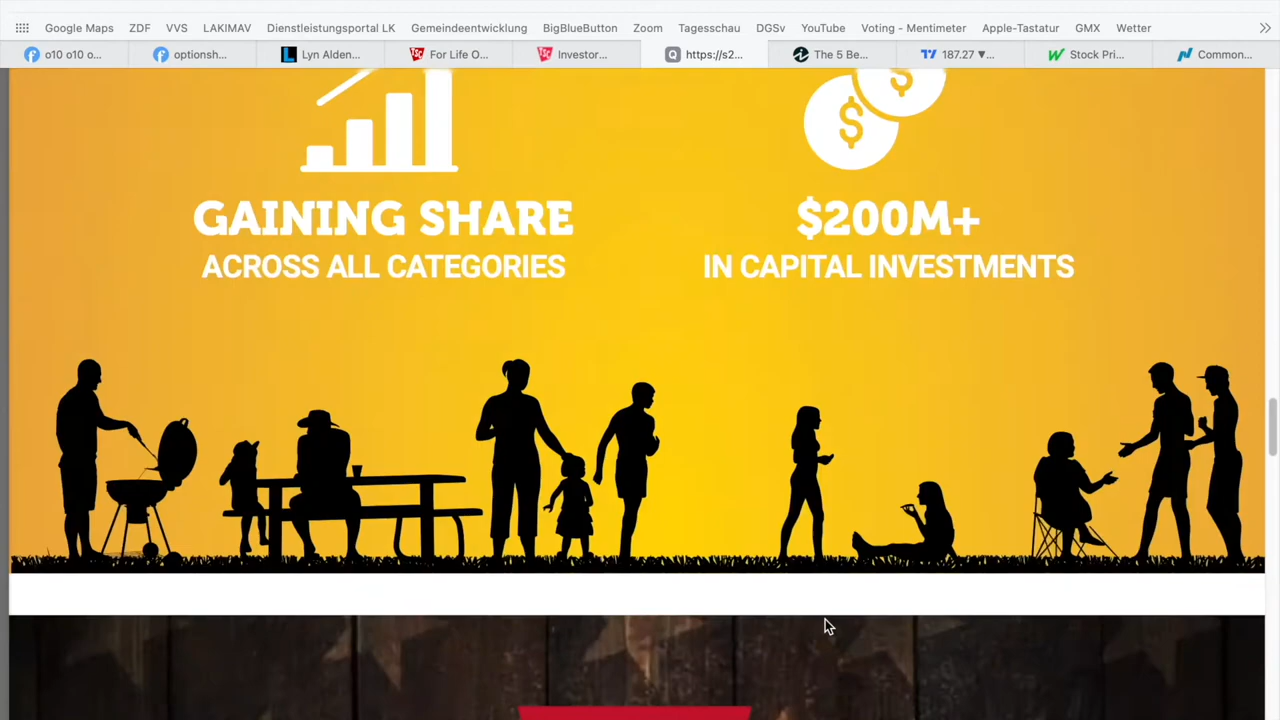 Google Maps ZDF VVS LAKIMAV Dienstleistungsportal LK Gemeindeentwicklung BigBlueButton Zoom Tagesschau DGSv YouTube Voting - Mentimeter Apple-Tastatur GMX Wetter
o10 o10 o... optionsh... Lyn Alden... For Life O... Investor... https://s2... The 5 Be... 187.27 ▼... Stock Pri... Common...
GAINING SHARE
ACROSS ALL CATEGORIES
$200M+
IN CAPITAL INVESTMENTS